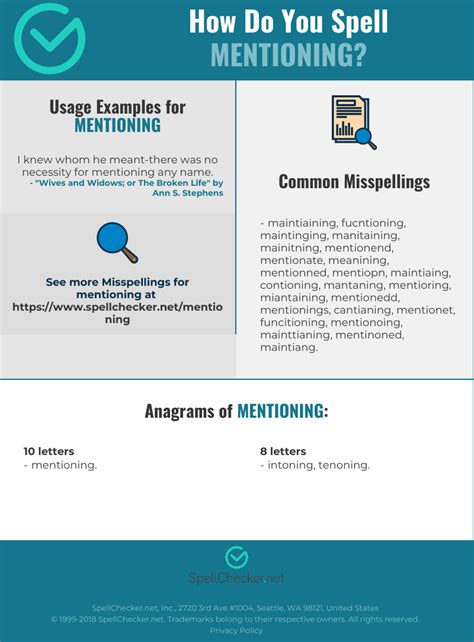 How Do You Spell
MENTIONING?
Usage Examples for
MENTIONING
I knew whom he meant-there was no
necessity for mentioning any name.
- "Wives and Widows; or The Broken Life" by
Ann S. Stephens
See more Misspellings for
mentioning at
https://www.spellchecker.net/mentio
ning
Common Misspellings
- maintiaining, fucntioning,
maintinging, manitaining,
mainitning, mentionend,
mentionate, meanining,
mentionned, mentiopn, maintiaing,
contioning, mantaning, mentioring,
miantaining, mentionedd,
mentionings, cantianing, mentionet,
funcitioning, mentionoing,
mainttianing, mentinoned,
maintiang.
Anagrams of MENTIONING:
10 letters
- mentioning.
8 letters
- intoning, tenoning.
SpellChecker.net
SpellChecker.net, Inc., 2720 3rd Ave #1004, Seattle, WA 98121, United States
© 1999-2018 SpellChecker.net. Trademarks belong to their respective owners. All rights reserved.
Privacy Policy